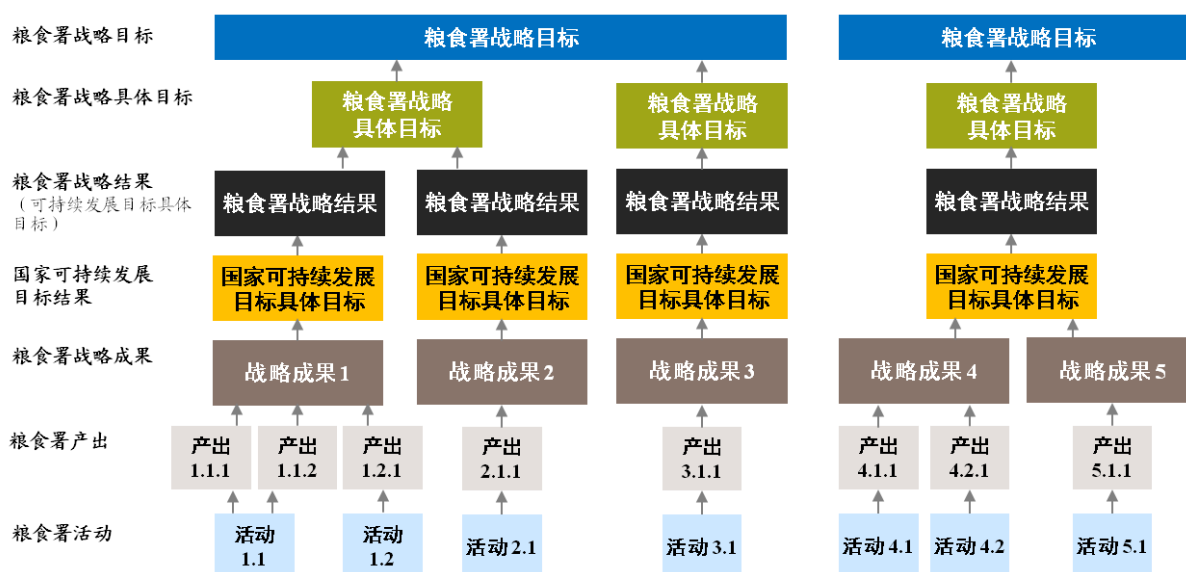 粮食署战略目标
粮食署战略目标
粮食署战略目标
粮食署战略具体目标
粮食署战略
具体目标
粮食署战略
具体目标
粮食署战略
具体目标
粮食署战略结果
（可持续发展目标具体
目标）
粮食署战略结果
粮食署战略结果
粮食署战略结果
粮食署战略结果
国家可持续发展
目标结果
国家可持续发展
目标具体目标
国家可持续发展
目标具体目标
国家可持续发展
目标具体目标
国家可持续发展
目标具体目标
粮食署战略成果
战略成果 1
战略成果 2
战略成果 3
战略成果 4
战略成果 5
粮食署产出
产出
1.1.1
产出
1.1.2
产出
1.2.1
产出
2.1.1
产出
3.1.1
产出
4.1.1
产出
4.2.1
产出
5.1.1
粮食署活动
活动
1.1
活动
1.2
活动 2.1
活动 3.1
活动 4.1
活动 4.2
活动 5.1